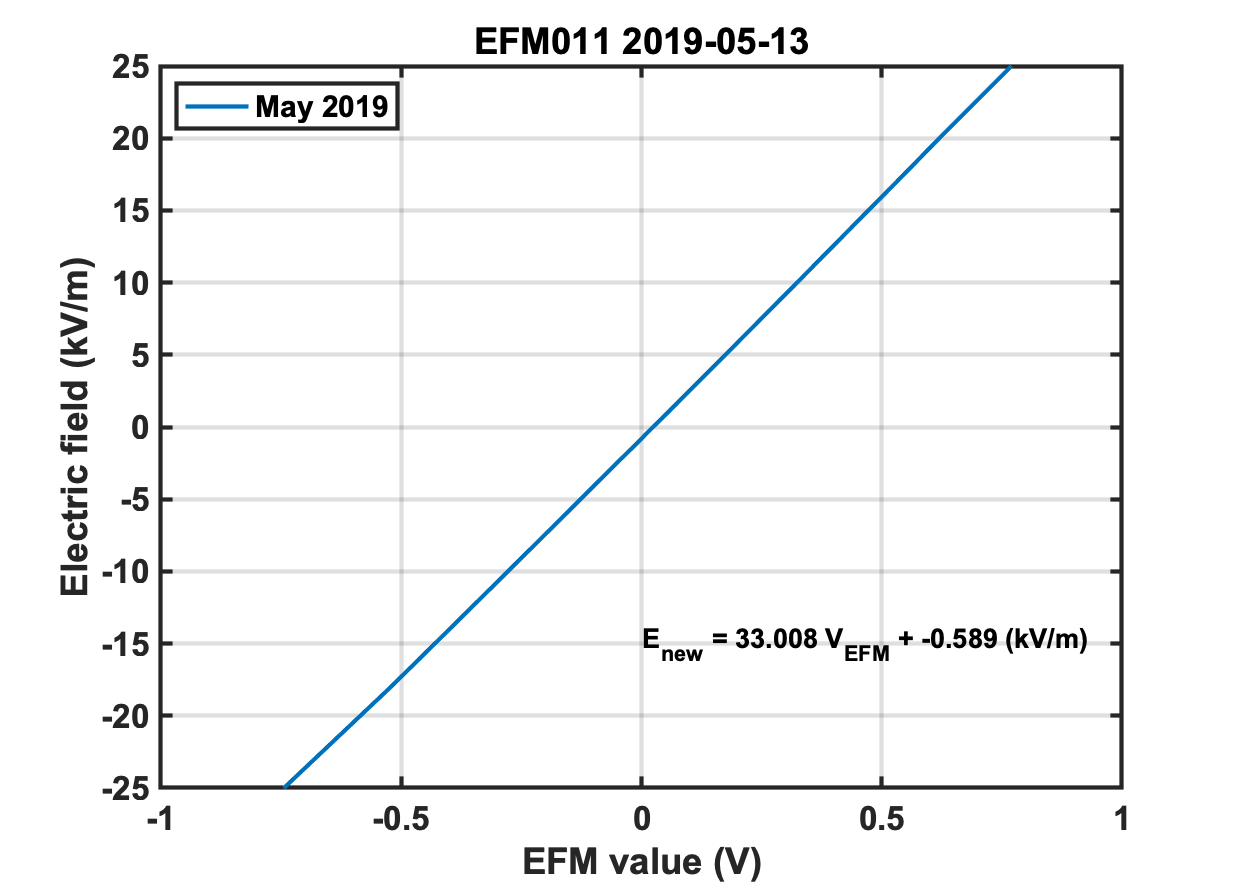 EFM011 2019-05-13
May 2019
25
20
15
10
5
0
-5
-10
-15
-20
-25
Electric field (kV/m)
E_new = 33.008 V_EFM + -0.589 (kV/m)
-1 -0.5 0 0.5 1
EFM value (V)